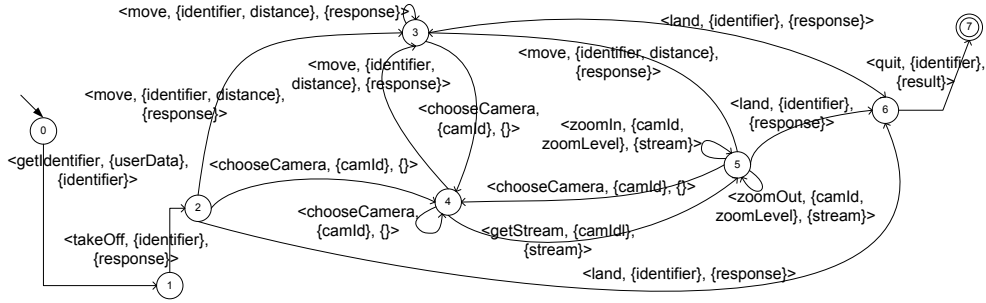 <move, {identifier, distance}, {response}>
3
<land, {identifier}, {response}>
7
<move, {identifier,
distance}, {response}>
<move, {identifier, distance},
{response}>
<quit, {identifier},
{result}>
<move, {identifier, distance},
{response}>
<chooseCamera,
{camId}, {}>
<land, {identifier},
{response}>
6
0
<zoomIn, {camId,
zoomLevel}, {stream}>
5
<getIdentifier, {userData},
{identifier}>
<chooseCamera, {camId}, {}>
<chooseCamera, {camId}, {}>
2
4
<chooseCamera,
{camId}, {}>
<zoomOut, {camId,
zoomLevel}, {stream}>
<takeOff, {identifier},
{response}>
<getStream, {camIdl},
{stream}>
<land, {identifier}, {response}>
1